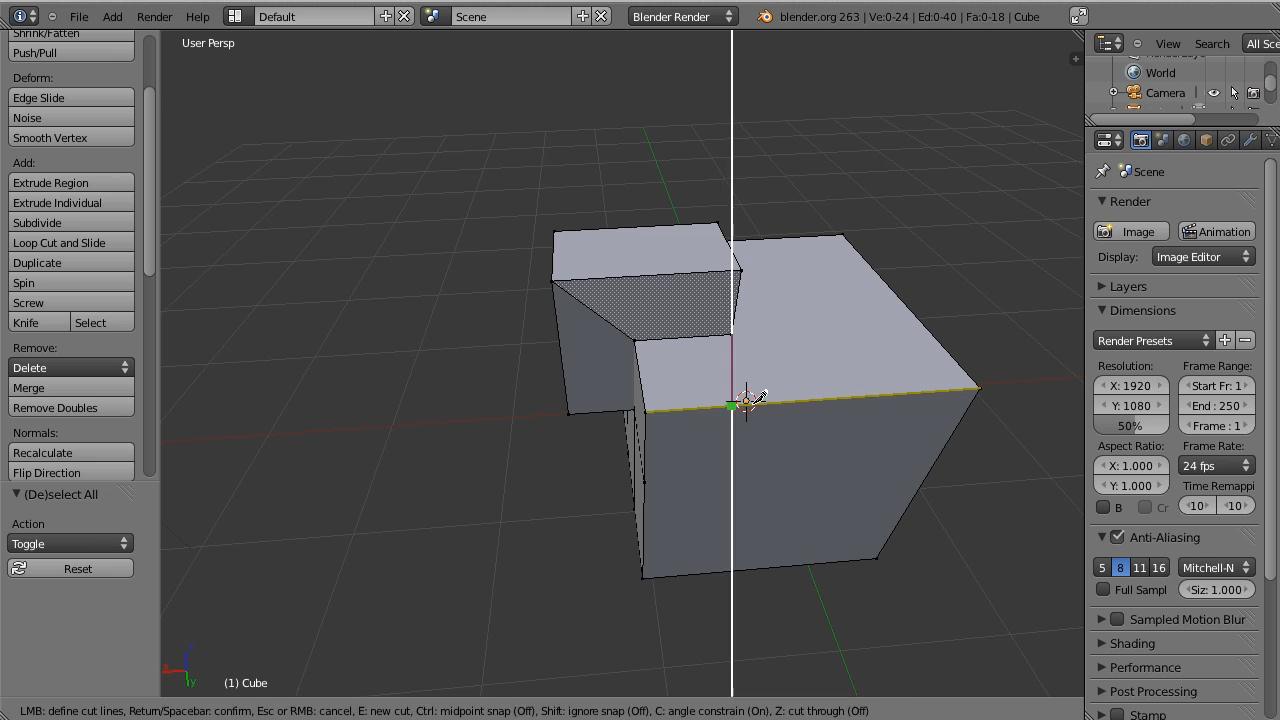 File Add Render Help Default Scene Blender Render blender.org 263 | Ve:0-24 | Ed:0-40 | Fa:0-18 | Cube
Shrink/Fatten
Push/Pull
Deform:
Edge Slide
Noise
Smooth Vertex
Add:
Extrude Region
Extrude Individual
Subdivide
Loop Cut and Slide
Duplicate
Spin
Screw
Knife Select
Remove:
Delete
Merge
Remove Doubles
Normals:
Recalculate
Flip Direction
(De)select All
Action
Toggle
Reset
User Persp
x
z
y
(1) Cube
View Search All Sce
World
Camera
Scene
Render
Image Animation
Display: Image Editor
Layers
Dimensions
Render Presets
Resolution: Frame Range:
X: 1920 Start Fr: 1
Y: 1080 End : 250
50% Frame : 1
Aspect Ratio: Frame Rate:
X: 1.000 24 fps
Y: 1.000 Time Remappi
B Cr 10 10
Anti-Aliasing
5 8 11 16 Mitchell-N
Full Sampl Siz: 1.000
Sampled Motion Blur
Shading
Performance
Post Processing
Stamp
LMB: define cut lines, Return/Spacebar: confirm, Esc or RMB: cancel, E: new cut, Ctrl: midpoint snap (Off), Shift: ignore snap (Off), C: angle constrain (On), Z: cut through (Off)